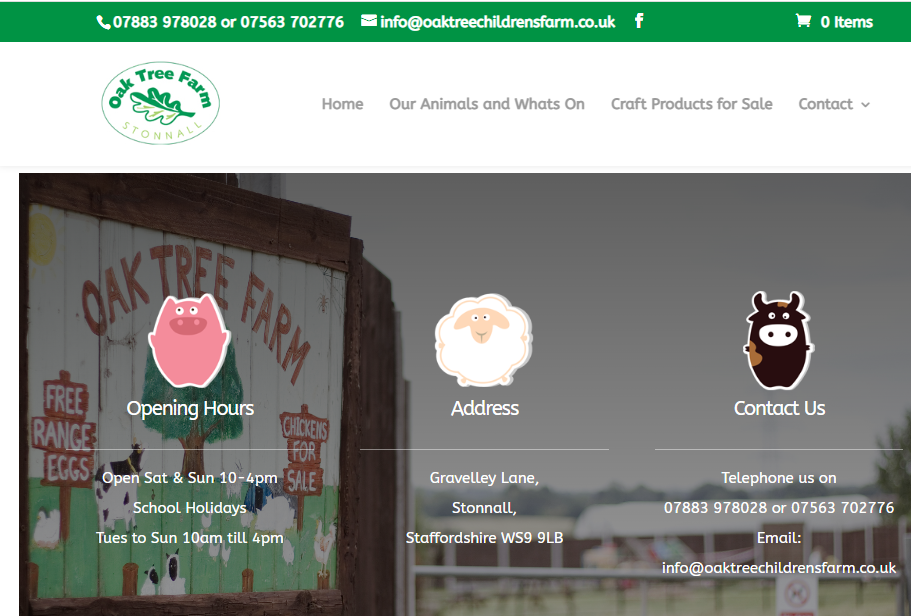 07883 978028 or 07563 702776 info@oaktreechildrensfarm.co.uk f 0 Items
Oak Tree Farm
STONNALL
Home Our Animals and Whats On Craft Products for Sale Contact
OAK TREE FARM
FREE
RANGE
EGGS
CHICKENS
FOR
SALE
Opening Hours
Open Sat & Sun 10-4pm
School Holidays
Tues to Sun 10am till 4pm
Address
Gravelley Lane,
Stonnall,
Staffordshire WS9 9LB
Contact Us
Telephone us on
07883 978028 or 07563 702776
Email:
info@oaktreechildrensfarm.co.uk